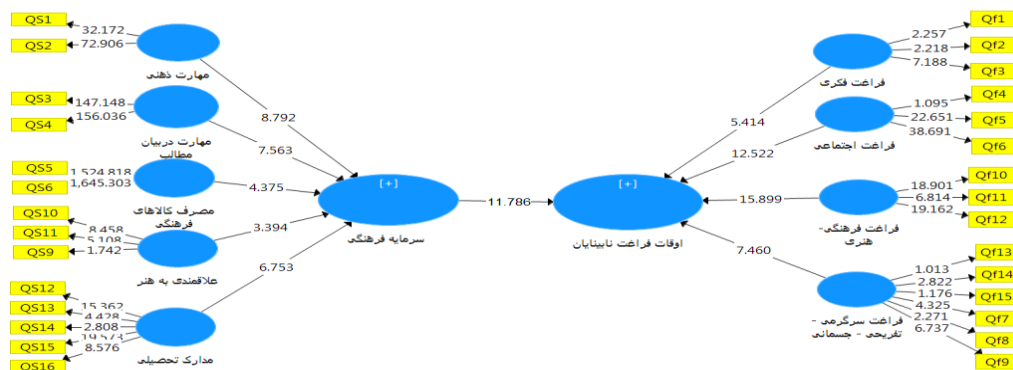 QS1
32.172
QS2
72.906
مهارت ذهنی
8.792
QS3
147.148
QS4
156.036
مهارت دربیان
مطالب
7.563
QS5
1,524.818
QS6
1,645.303
مصرف کالاهای
فرهنگی
4.375
QS10
8.458
QS11
5.108
QS9
1.742
علاقمندی به هنر
3.394
QS12
15.362
QS13
4.428
QS14
2.808
QS15
19.573
QS16
8.576
مدارک تحصیلی
6.753
[+]
سرمایه فرهنگی
11.786
[+]
اوقات فراغت نابینایان
Qf1
2.257
Qf2
2.218
Qf3
7.188
فراغت فکری
5.414
Qf4
1.095
Qf5
22.651
Qf6
38.691
فراغت اجتماعی
12.522
Qf10
18.901
Qf11
6.814
Qf12
19.162
فراغت فرهنگی-
هنری
15.899
Qf13
1.013
Qf14
2.822
Qf15
1.176
Qf7
4.325
Qf8
2.271
Qf9
6.737
فراغت سرگرمی -
تفریحی - جسمانی
7.460